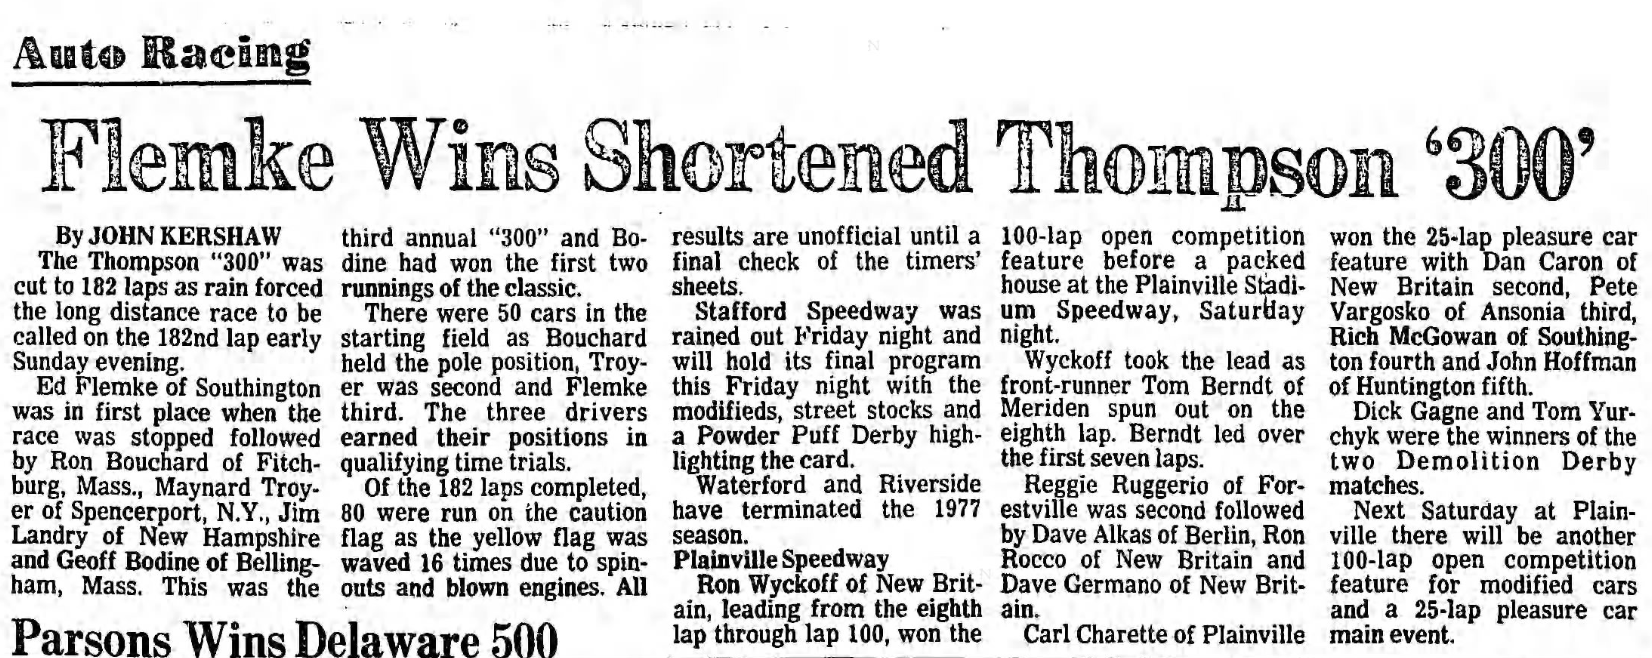 Auto Racing
Flemke Wins Shortened Thompson ‘300’
By JOHN KERSHAW
The Thompson “300” was
cut to 182 laps as rain forced
the long distance race to be
called on the 182nd lap early
Sunday evening.
Ed Flemke of Southington
was in first place when the
race was stopped followed
by Ron Bouchard of Fitch-
burg, Mass., Maynard Troy-
er of Spencerport, N.Y., Jim
Landry of New Hampshire
and Geoff Bodine of Belling-
ham, Mass. This was the
third annual “300” and Bo-
dine had won the first two
runnings of the classic.
There were 50 cars in the
starting field as Bouchard
held the pole position, Troy-
er was second and Flemke
third. The three drivers
earned their positions in
qualifying time trials.
Of the 182 laps completed,
80 were run on the caution
flag as the yellow flag was
waved 16 times due to spin-
outs and blown engines. All
results are unofficial until a
final check of the timers’
sheets.
Stafford Speedway was
rained out Friday night and
will hold its final program
this Friday night with the
modifieds, street stocks and
a Powder Puff Derby high-
lighting the card.
Waterford and Riverside
have terminated the 1977
season.
Plainville Speedway
Ron Wyckoff of New Brit-
ain, leading from the eighth
lap through lap 100, won the
100-lap open competition
feature before a packed
house at the Plainville Stadi-
um Speedway, Saturday
night.
Wyckoff took the lead as
front-runner Tom Berndt of
Meriden spun out on the
eighth lap. Berndt led over
the first seven laps.
Reggie Ruggerio of For-
estville was second followed
by Dave Alkas of Berlin, Ron
Rocco of New Britain and
Dave Germano of New Brit-
ain.
Carl Charette of Plainville
won the 25-lap pleasure car
feature with Dan Caron of
New Britain second, Pete
Vargosko of Ansonia third,
Rich McGowan of Southing-
ton fourth and John Hoffman
of Huntington fifth.
Dick Gagne and Tom Yur-
chyk were the winners of the
two Demolition Derby
matches.
Next Saturday at Plain-
ville there will be another
100-lap open competition
feature for modified cars
and a 25-lap pleasure car
main event.
Parsons Wins Delaware 500